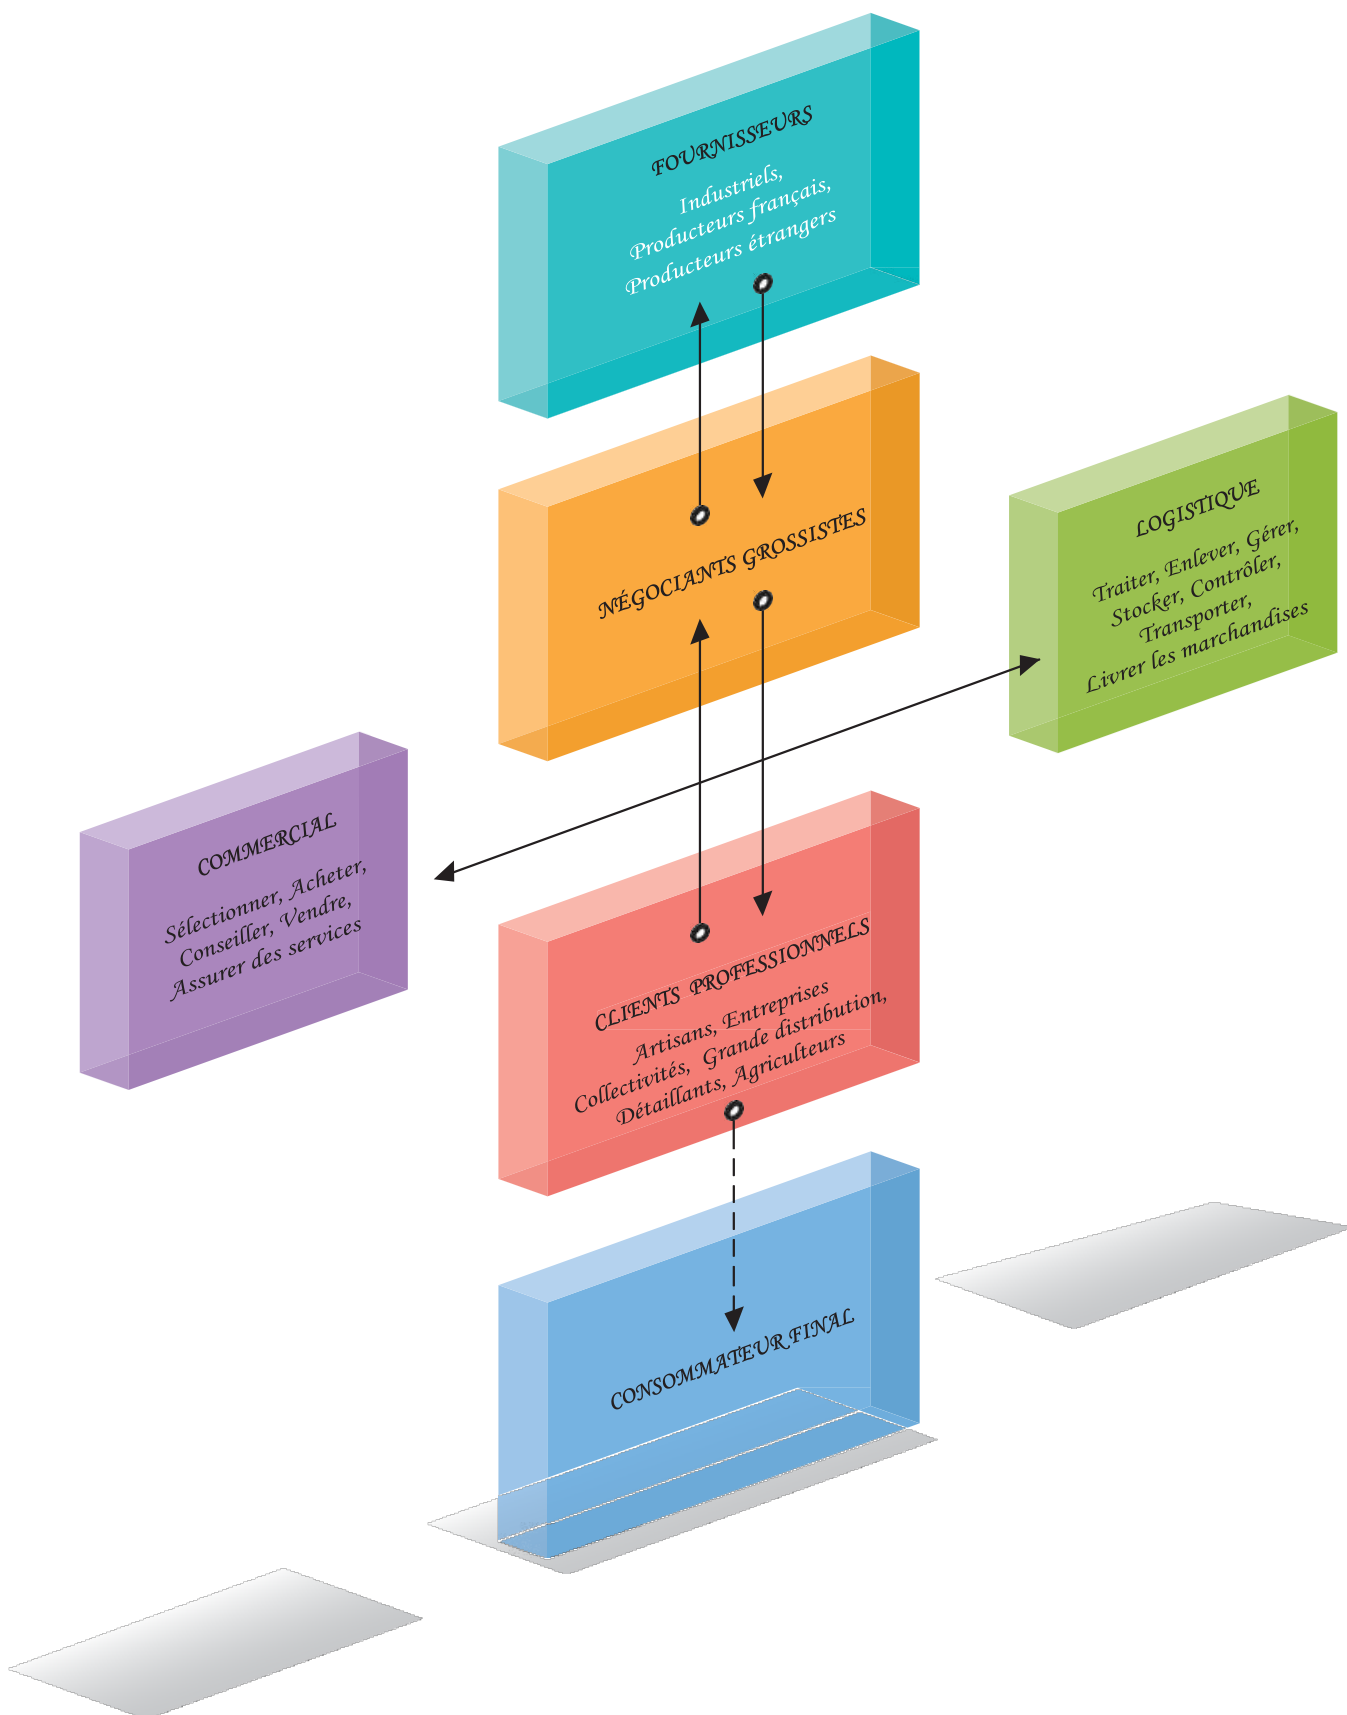 FOURNISSEURS
Industriels,
Producteurs français,
Producteurs étrangers
NÉGOCIANTS GROSSISTES
LOGISTIQUE
Traiter, Enlever, Gérer,
Stocker, Contrôler,
Transporter,
Livrer les marchandises
COMMERCIAL
Sélectionner, Acheter,
Conseiller, Vendre,
Assurer des services
CLIENTS PROFESSIONNELS
Artisans, Entreprises
Collectivités, Grande distribution,
Détaillants, Agriculteurs
CONSOMMATEUR FINAL